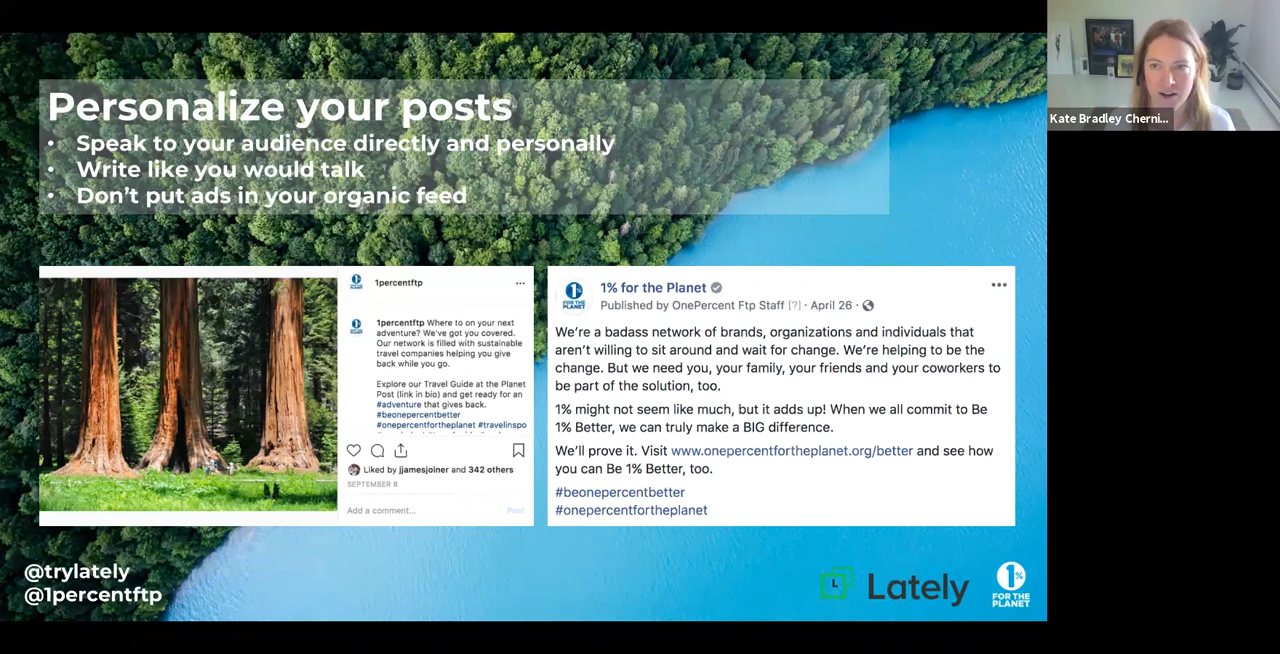 Personalize your posts
• Speak to your audience directly and personally
• Write like you would talk
• Don't put ads in your organic feed
Kate Bradley Cherni...
1%
FOR THE
PLANET
1percentftp
1percentftp Where to on your next
adventure? We've got you covered.
Our network is filled with sustainable
travel companies helping you give
back while you go.
Explore our Travel Guide at the Planet
Post (link in bio) and get ready for an
#adventure that gives back.
#beonepercentbetter
#onepercentfortheplanet #travelinspo
Liked by jjamesjoiner and 342 others
SEPTEMBER 8
Add a comment...
Post
1%
FOR THE
PLANET
1% for the Planet
Published by OnePercent Ftp Staff [?] · April 26 ·
We're a badass network of brands, organizations and individuals that
aren't willing to sit around and wait for change. We're helping to be the
change. But we need you, your family, your friends and your coworkers to
be part of the solution, too.
1% might not seem like much, but it adds up! When we all commit to Be
1% Better, we can truly make a BIG difference.
We'll prove it. Visit www.onepercentfortheplanet.org/better and see how
you can Be 1% Better, too.
#beonepercentbetter
#onepercentfortheplanet
@trylately
@1percentftp
L
Lately
1%
FOR THE
PLANET